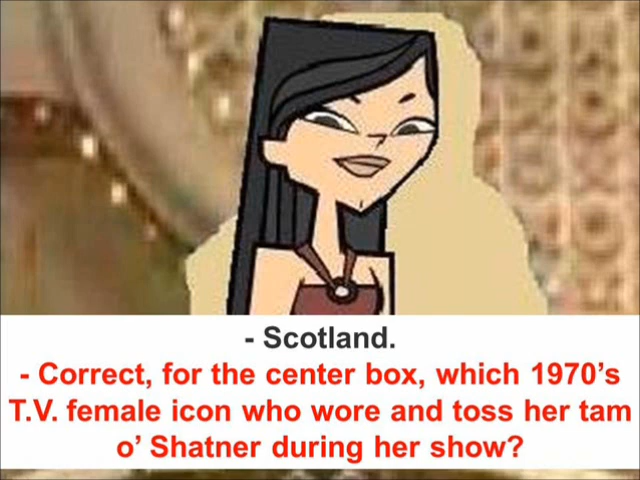 - Scotland.
- Correct, for the center box, which 1970’s
T.V. female icon who wore and toss her tam
o’ Shatner during her show?